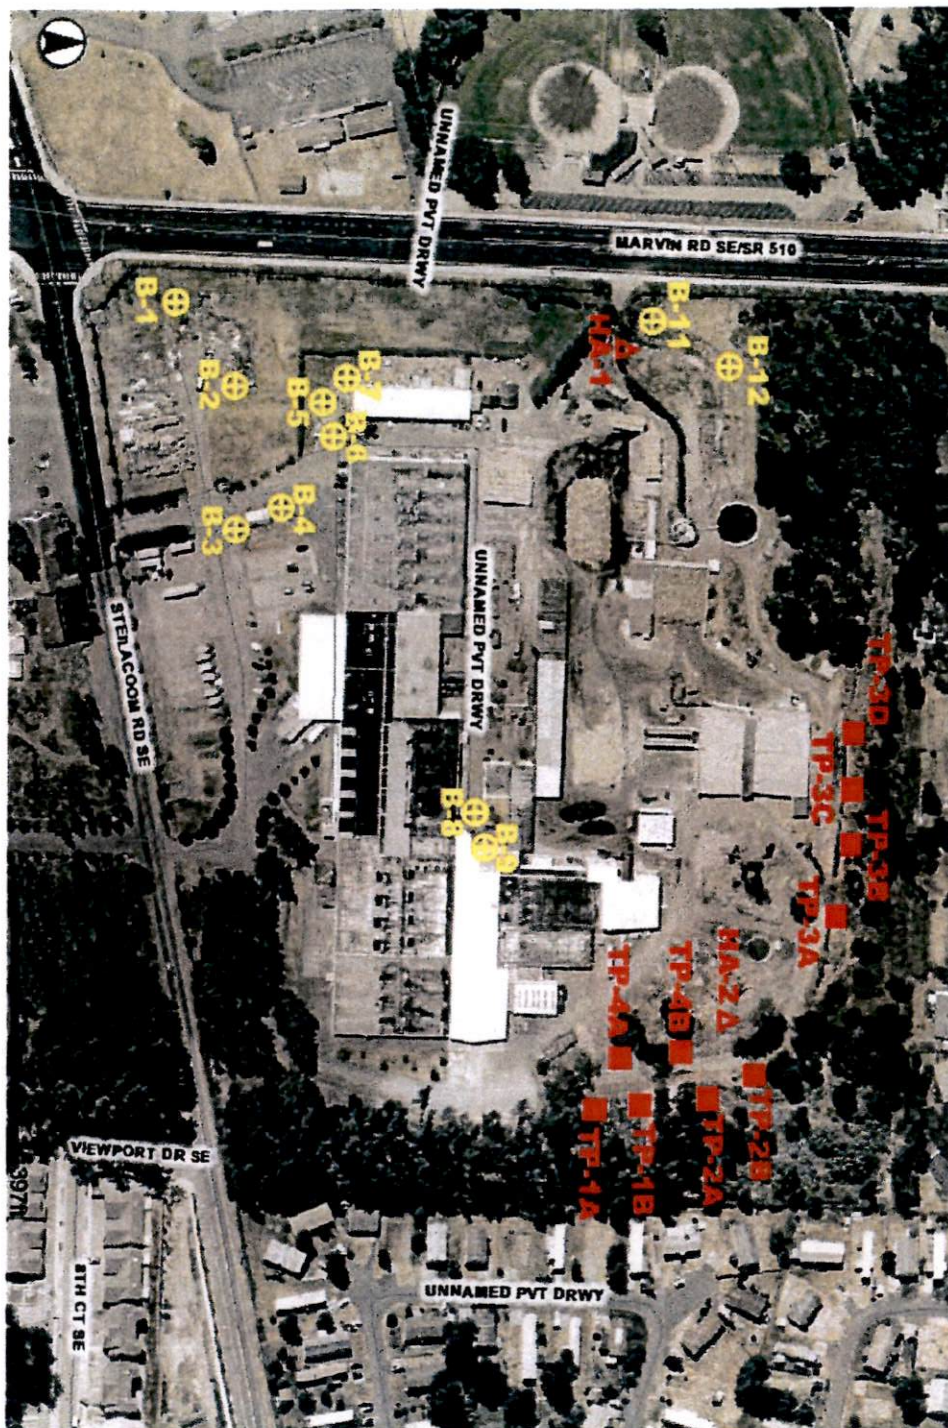 UNNAMED PVT DRWY
MARVIN RD SE/SR 510
B-1
B-2
B-7
B-5
B-6
B-4
B-3
HA-1
B-11
B-12
STEILACOOM RD SE
UNNAMED PVT DRWY
B-8
B-9
TP-3D
TP-3C
TP-3B
TP-3A
TP-4A
TP-4B
HA-2
TP-2B
TP-2A
TP-1B
TT-1A
VIEWPORT DR SE
8TH CT SE
UNNAMED PVT DRWY